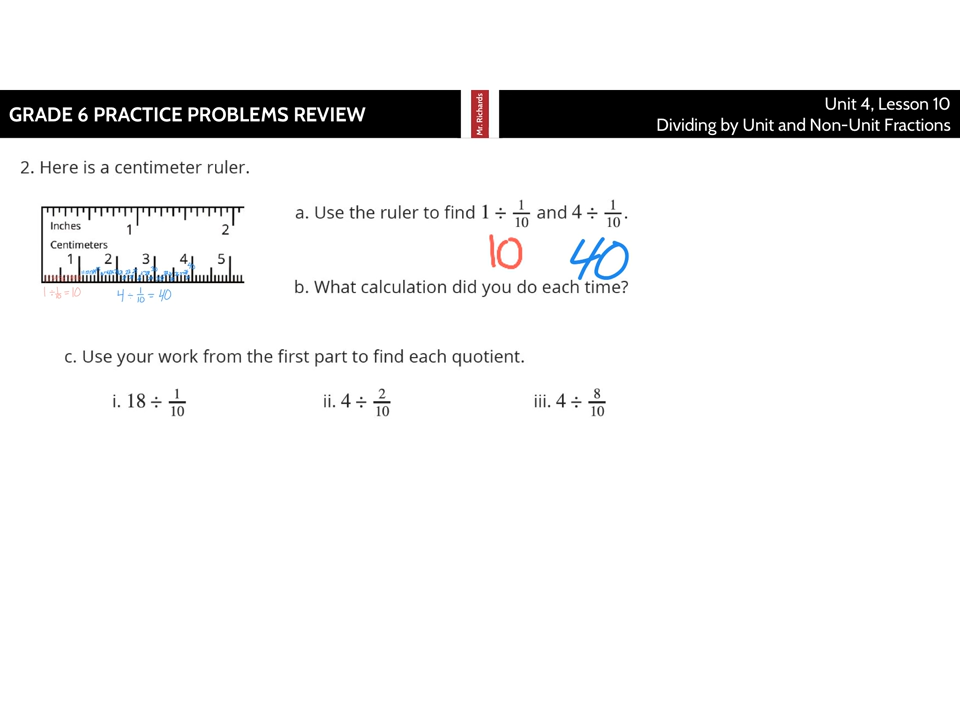 GRADE 6 PRACTICE PROBLEMS REVIEW
Mr. Richards
Unit 4, Lesson 10
Dividing by Unit and Non-Unit Fractions
2. Here is a centimeter ruler.
Inches
1 2
Centimeters
1 2 3 4 5
1 ÷ 1/10 = 10
4 ÷ 1/10 = 40
a. Use the ruler to find 1 ÷ 1/10 and 4 ÷ 1/10.
10 40
b. What calculation did you do each time?
c. Use your work from the first part to find each quotient.
i. 18 ÷ 1/10 ii. 4 ÷ 2/10 iii. 4 ÷ 8/10